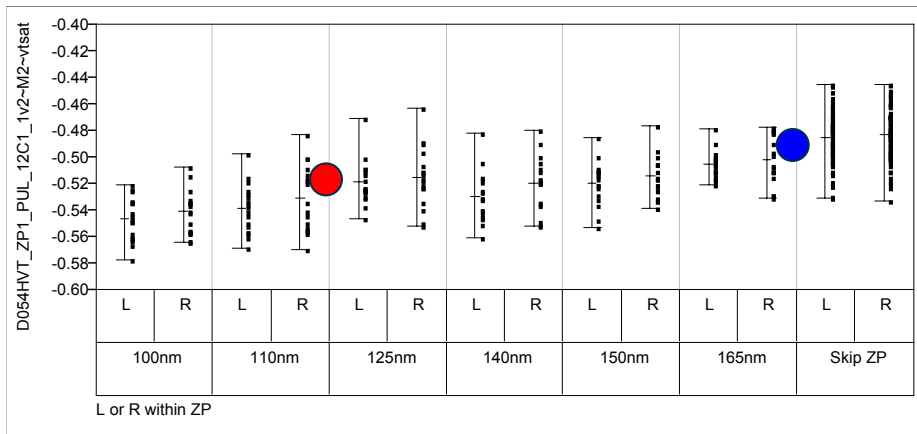 D054HVT_ZP1_PUL_12C1_1v2~M2~vtsat
-0.40
-0.42
-0.44
-0.46
-0.48
-0.50
-0.52
-0.54
-0.56
-0.58
-0.60
L R L R L R L R L R L R L R
100nm 110nm 125nm 140nm 150nm 165nm Skip ZP
L or R within ZP